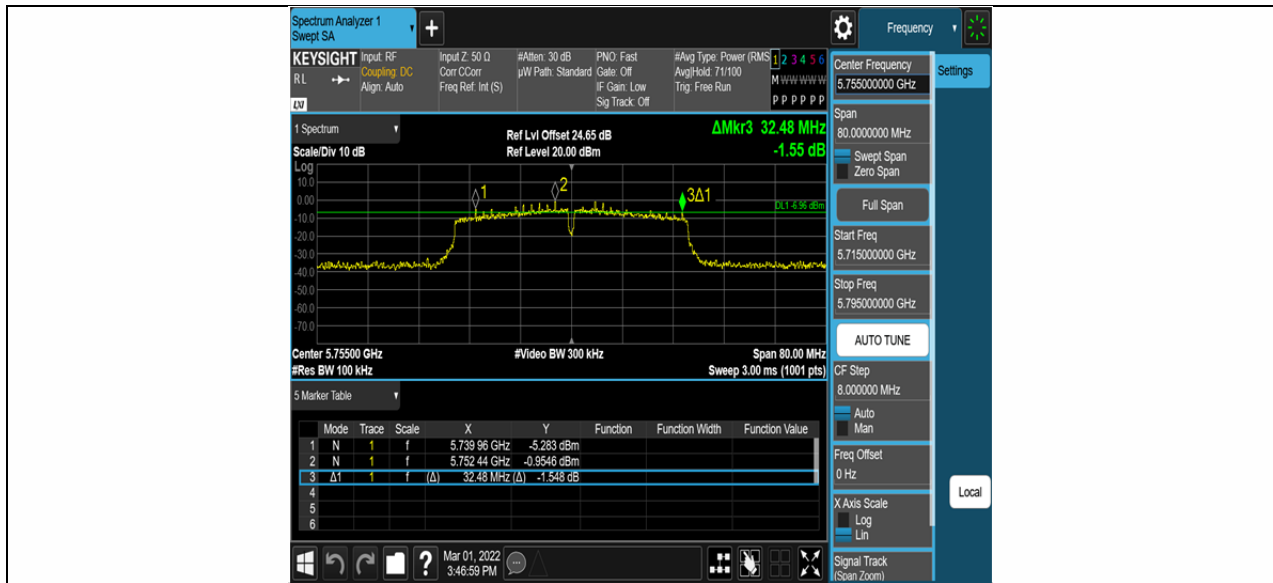 Spectrum Analyzer 1
Swept SA
Frequency
KEYSIGHT
Input: RF
Coupling: DC
Align: Auto
Input Z: 50 Ω
Corr CCorr
Freq Ref: Int (S)
#Atten: 30 dB
µW Path: Standard
PNO: Fast
Gate: Off
IF Gain: Low
Sig Track: Off
#Avg Type: Power (RMS
Avg|Hold: 71/100
Trig: Free Run
1 2 3 4 5 6
M W W W W W
P P P P P P
RL
LXI
Center Frequency
5.755000000 GHz
Settings
Span
80.0000000 MHz
Swept Span
Zero Span
Full Span
Start Freq
5.715000000 GHz
Stop Freq
5.795000000 GHz
AUTO TUNE
CF Step
8.000000 MHz
Auto
Man
Freq Offset
0 Hz
X Axis Scale
Log
Lin
Signal Track
(Span Zoom)
Local
1 Spectrum
Scale/Div 10 dB
Ref Lvl Offset 24.65 dB
Ref Level 20.00 dBm
ΔMkr3 32.48 MHz
-1.55 dB
Log
10.0
0.00
-10.0
-20.0
-30.0
-40.0
-50.0
-60.0
-70.0
1
2
3Δ1
DL1 -6.96 dBm
Center 5.75500 GHz
#Video BW 300 kHz
Span 80.00 MHz
#Res BW 100 kHz
Sweep 3.00 ms (1001 pts)
5 Marker Table
Mode Trace Scale X Y Function Function Width Function Value
1 N 1 f 5.739 96 GHz -5.283 dBm
2 N 1 f 5.752 44 GHz -0.9546 dBm
3 Δ1 1 f (Δ) 32.48 MHz (Δ) -1.548 dB
4
5
6
?
Mar 01, 2022
3:46:59 PM